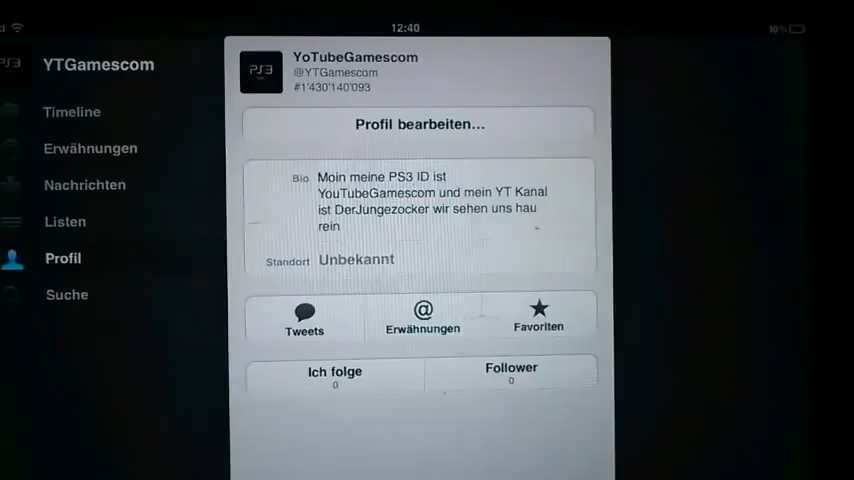 12:40
10%
PS3
YTGamescom
Timeline
Erwähnungen
Nachrichten
Listen
Profil
Suche
PS3
YoTubeGamescom
@YTGamescom
#1'430'140'093
Profil bearbeiten...
Bio Moin meine PS3 ID ist
YouTubeGamescom und mein YT Kanal
ist DerJungezocker wir sehen uns hau
rein
Standort Unbekannt
Tweets
Erwähnungen
Favoriten
Ich folge
0
Follower
0